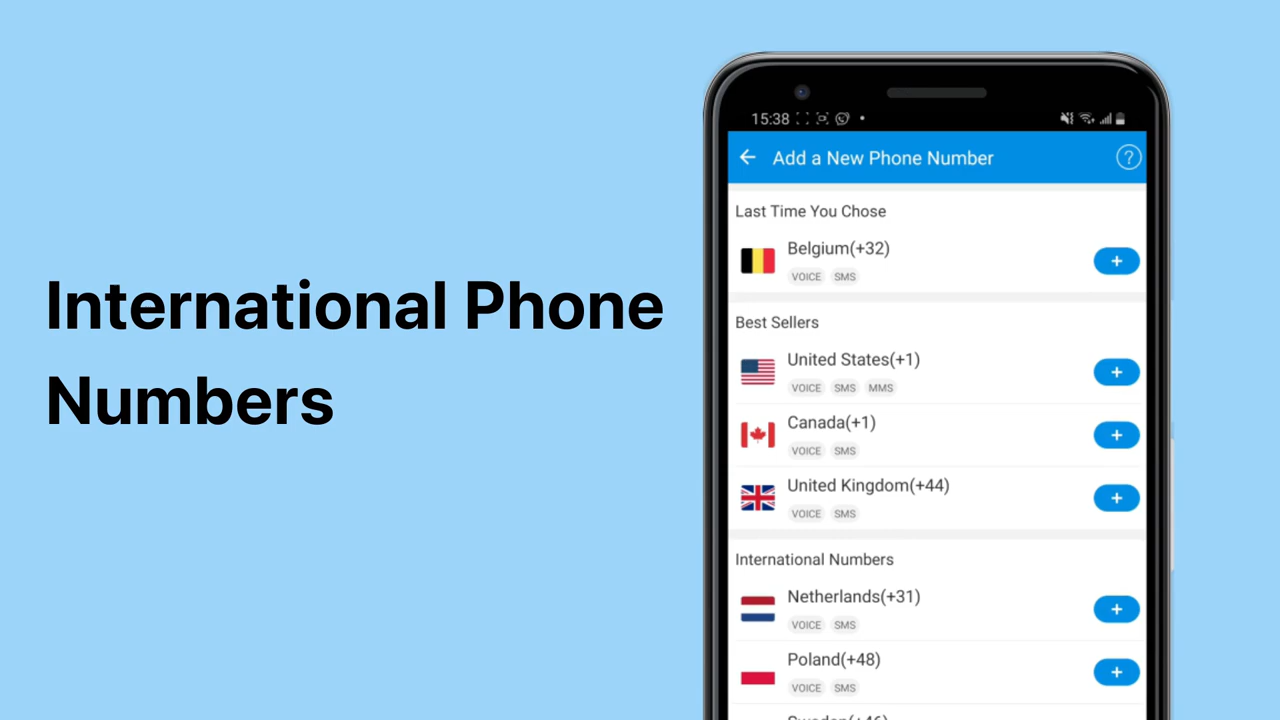 International Phone
Numbers
15:38
Add a New Phone Number
?
Last Time You Chose
Belgium(+32)
VOICE SMS
+
Best Sellers
United States(+1)
VOICE SMS MMS
+
Canada(+1)
VOICE SMS
+
United Kingdom(+44)
VOICE SMS
+
International Numbers
Netherlands(+31)
VOICE SMS
+
Poland(+48)
VOICE SMS
+